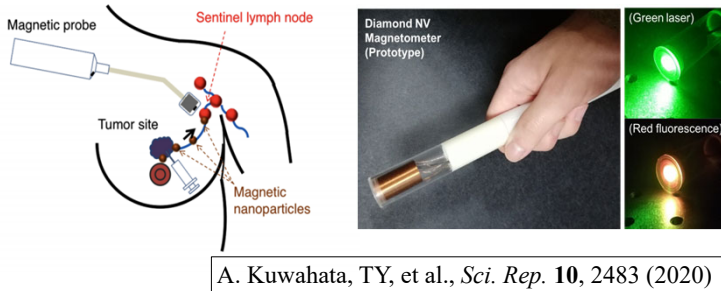 Magnetic probe
Sentinel lymph node
Tumor site
Magnetic
nanoparticles
Diamond NV
Magnetometer
(Prototype)
(Green laser)
(Red fluorescence)
A. Kuwahata, TY, et al., Sci. Rep. 10, 2483 (2020)